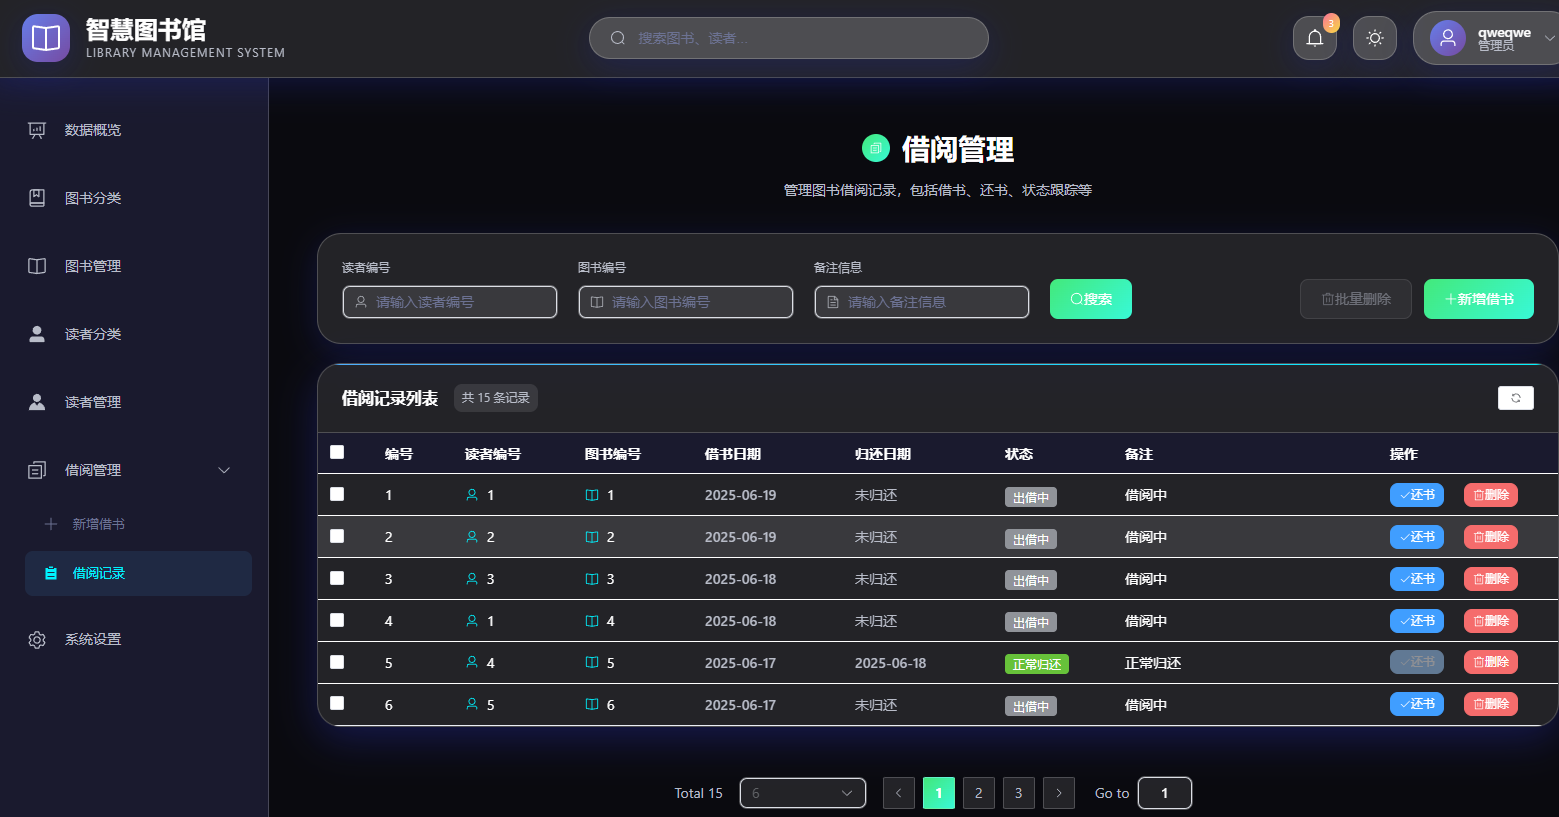 智慧图书馆
LIBRARY MANAGEMENT SYSTEM
搜索图书、读者...
3
qweqwe
管理员
数据概览
图书分类
图书管理
读者分类
读者管理
借阅管理
新增借书
借阅记录
系统设置
借阅管理
管理图书借阅记录，包括借书、还书、状态跟踪等
读者编号 图书编号 备注信息
请输入读者编号 请输入图书编号 请输入备注信息 搜索 批量删除 新增借书
借阅记录列表 共 15 条记录
编号 读者编号 图书编号 借书日期 归还日期 状态 备注 操作
1 1 1 2025-06-19 未归还 出借中 借阅中 还书 删除
2 2 2 2025-06-19 未归还 出借中 借阅中 还书 删除
3 3 3 2025-06-18 未归还 出借中 借阅中 还书 删除
4 1 4 2025-06-18 未归还 出借中 借阅中 还书 删除
5 4 5 2025-06-17 2025-06-18 正常归还 正常归还 还书 删除
6 5 6 2025-06-17 未归还 出借中 借阅中 还书 删除
Total 15 6 1 2 3 Go to 1